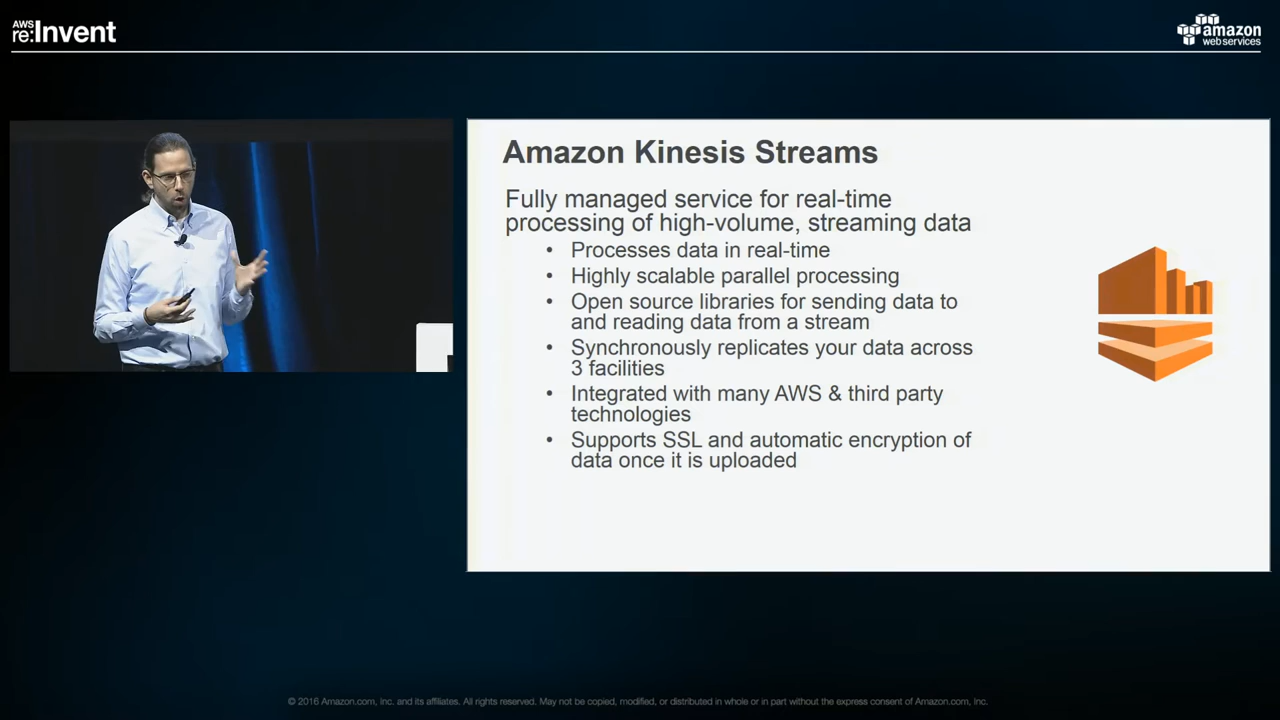 AWS
re:Invent
amazon
web services
Amazon Kinesis Streams
Fully managed service for real-time
processing of high-volume, streaming data
• Processes data in real-time
• Highly scalable parallel processing
• Open source libraries for sending data to
and reading data from a stream
• Synchronously replicates your data across
3 facilities
• Integrated with many AWS & third party
technologies
• Supports SSL and automatic encryption of
data once it is uploaded
© 2016 Amazon.com, Inc. and its affiliates. All rights reserved. May not be copied, modified, or distributed in whole or in part without the express consent of Amazon.com, Inc.